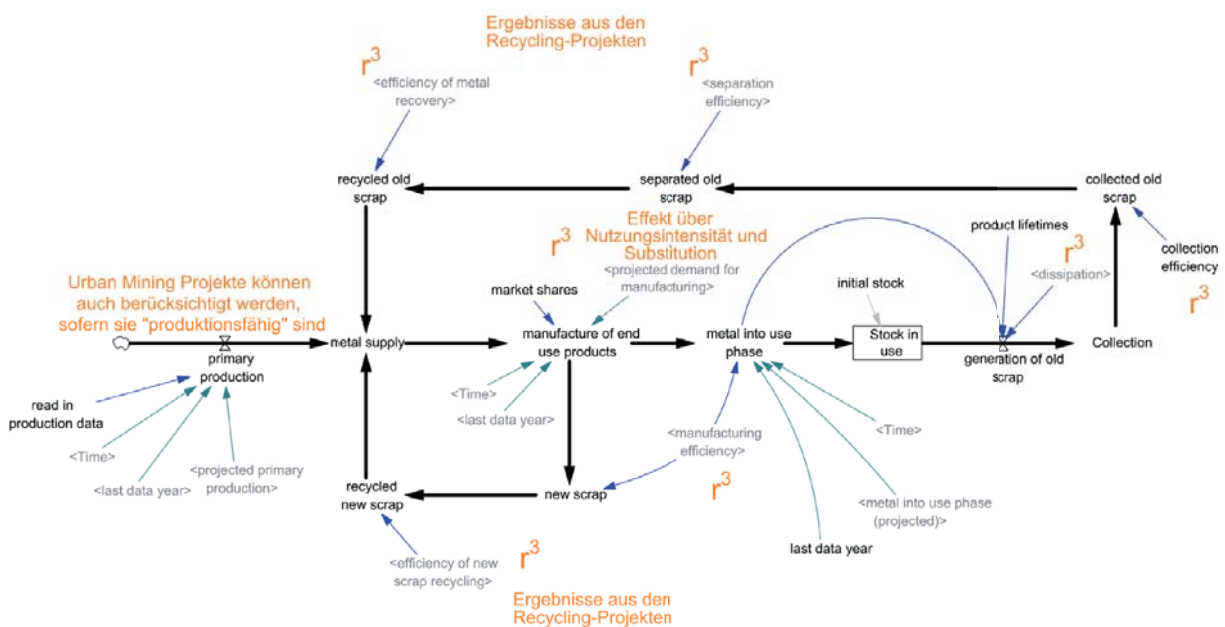 Ergebnisse aus den
Recycling-Projekten
r³
<efficiency of metal
recovery>
r³
<separation
efficiency>
recycled old
scrap
separated old
scrap
collected old
scrap
r³
Effekt über
Nutzungsintensität und
Substitution
<projected demand for
manufacturing>
product lifetimes
r³
<dissipation>
collection
efficiency
r³
Urban Mining Projekte können
auch berücksichtigt werden,
sofern sie "produktionsfähig" sind
market shares
initial stock
primary
production
metal supply
manufacture of end
use products
metal into use
phase
Stock in
use
generation of old
scrap
Collection
read in
production data
<Time>
<last data year>
<projected primary
production>
<Time>
<last data year>
<manufacturing
efficiency>
r³
<Time>
<metal into use phase
(projected)>
last data year
recycled
new scrap
new scrap
<efficiency of new
scrap recycling>
r³
Ergebnisse aus den
Recycling-Projekten